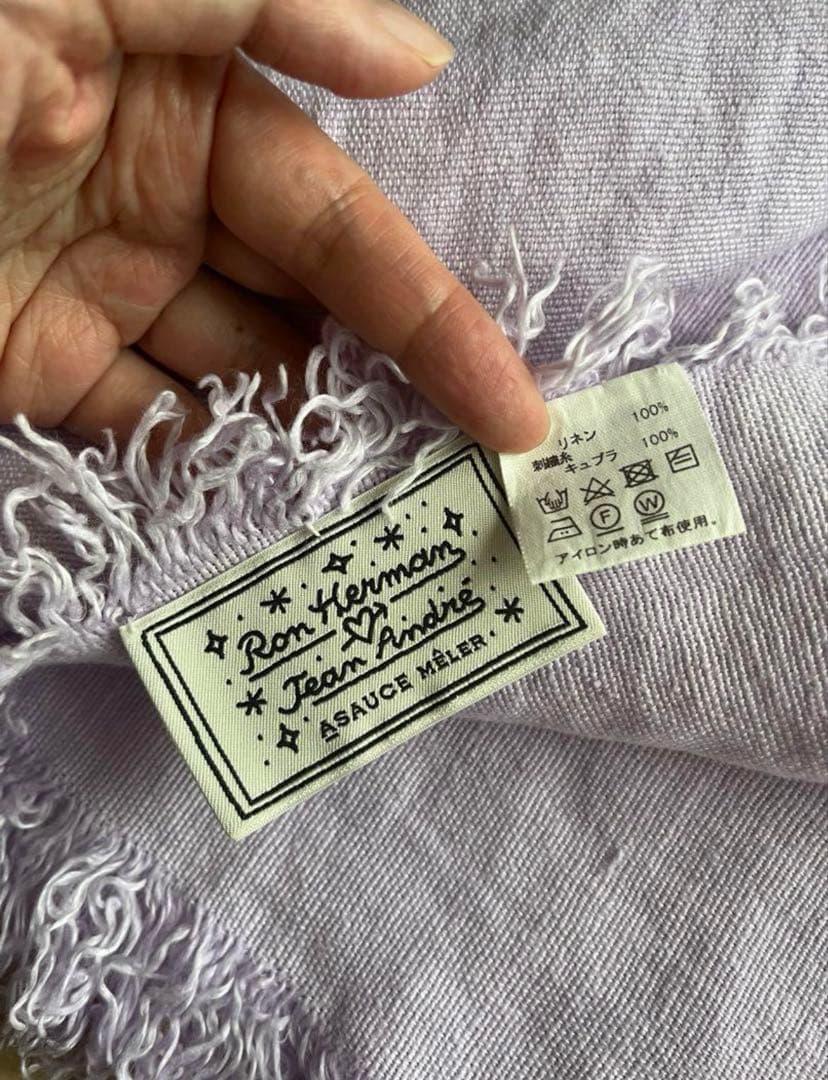 Ron Herman
Jean André
ASAUCE MÊLER.
リネン 100%
刺繍糸
キュプラ 100%
F W
アイロン時あて布使用。